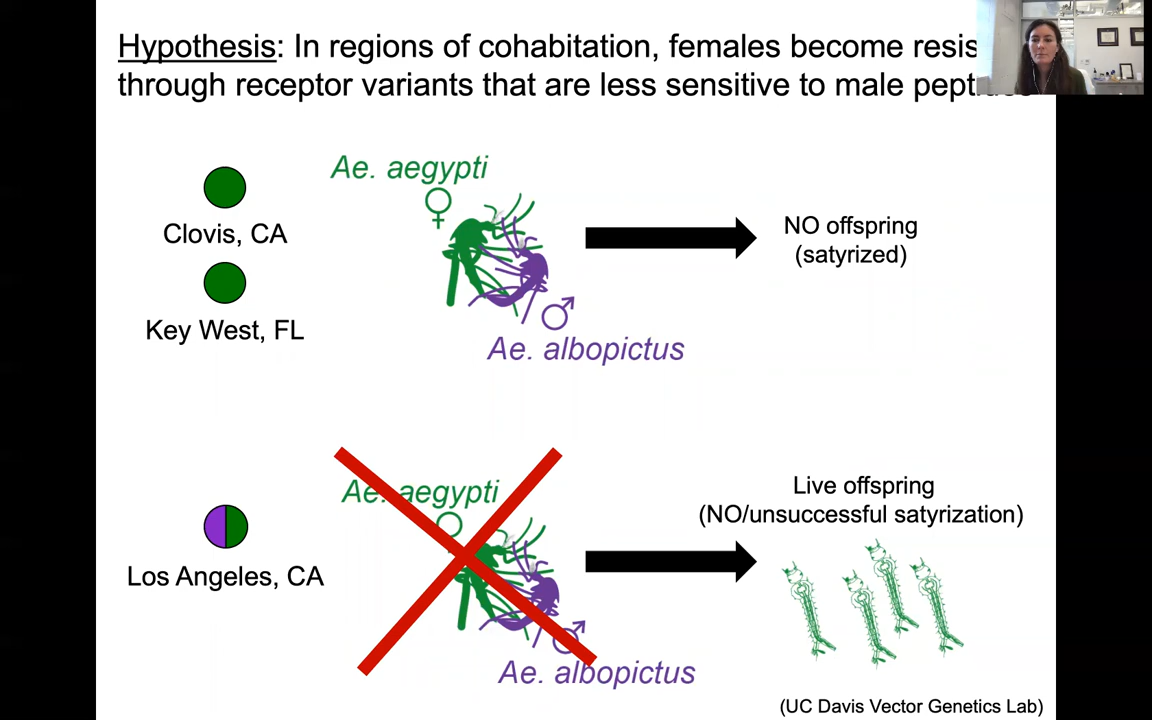 Hypothesis: In regions of cohabitation, females become
through receptor variants that are less sensitive to male
Ae. aegypti
♀
Clovis, CA
NO offspring
(satyrized)
Key West, FL
♂
Ae. albopictus
Ae. aegypti
♀
Live offspring
(NO/unsuccessful satyrization)
Los Angeles, CA
♂
Ae. albopictus
(UC Davis Vector Genetics Lab)